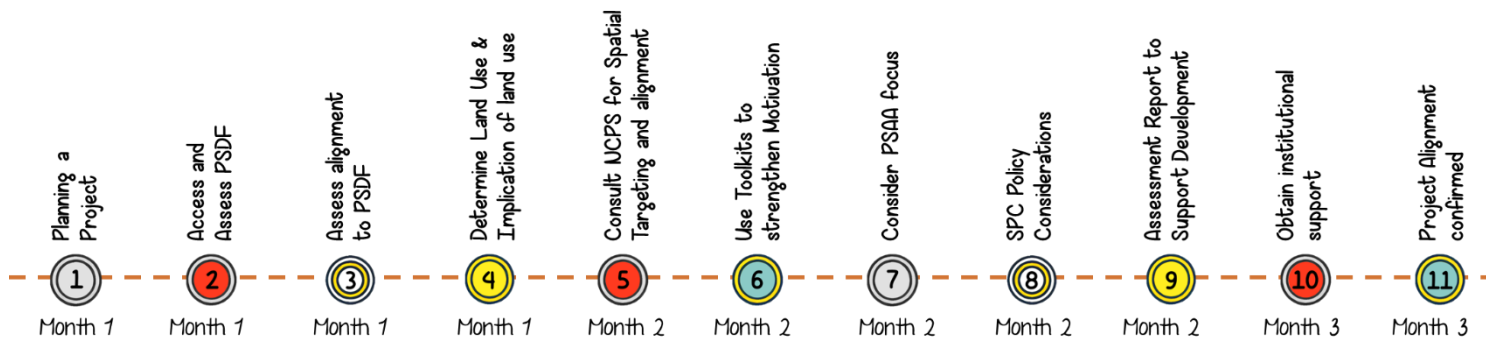 Planning a
Project
1
Month 1
Access and
Assess PSDF
2
Month 1
Assess alignment
to PSDF
3
Month 1
Determine Land Use &
Implication of land use
4
Month 1
Consult NCPS for Spatial
Targeting and alignment
5
Month 2
Use Toolkits to
strengthen Motivation
6
Month 2
Consider PSAA focus
7
Month 2
SPC Policy
Considerations
8
Month 2
Assessment Report to
Support Development
9
Month 2
Obtain institutional
support
10
Month 3
Project Alignment
confirmed
11
Month 3